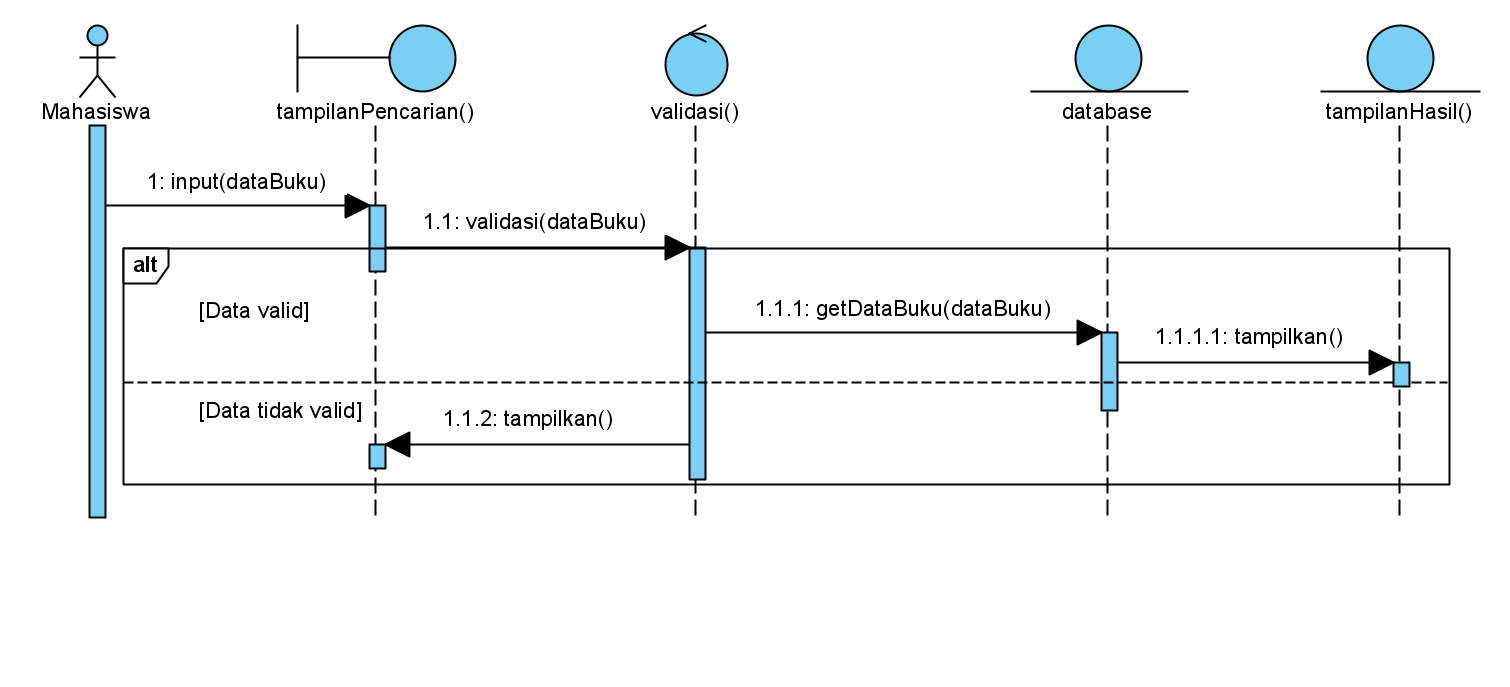 Mahasiswa
tampilanPencarian()
validasi()
database
tampilanHasil()
1: input(dataBuku)
1.1: validasi(dataBuku)
alt
[Data valid]
1.1.1: getDataBuku(dataBuku)
1.1.1.1: tampilkan()
[Data tidak valid]
1.1.2: tampilkan()